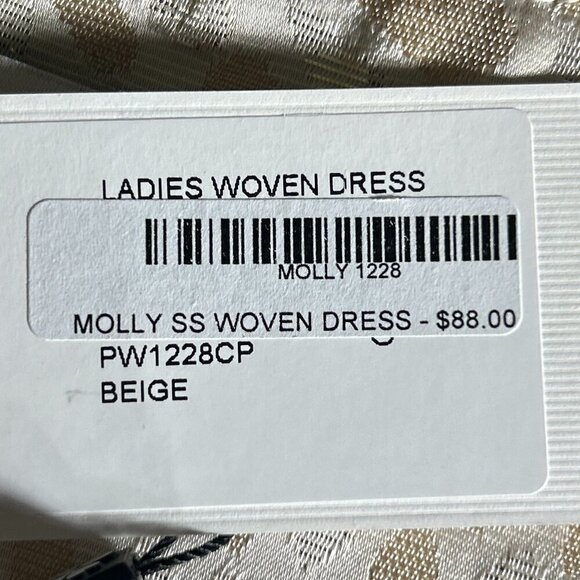 LADIES WOVEN DRESS
MOLLY 1228
MOLLY SS WOVEN DRESS - $88.00
PW1228CP
BEIGE